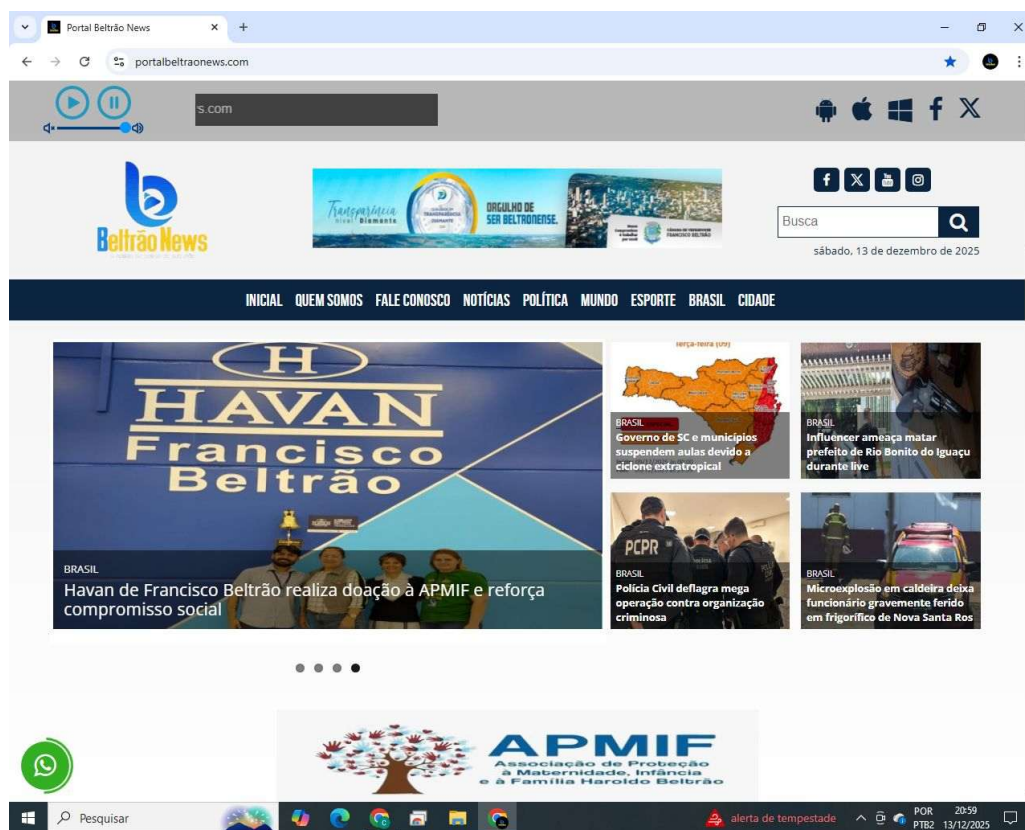 Portal Beltrão News
portalbeltraonews.com
s.com
Beltrão News
Transparência
nível Diamante
ORGULHO DE
SER BELTRONENSE.
Busca
sábado, 13 de dezembro de 2025
INICIAL QUEM SOMOS FALE CONOSCO NOTÍCIAS POLÍTICA MUNDO ESPORTE BRASIL CIDADE
H
HAVAN
Francisco
Beltrão
BRASIL
Havan de Francisco Beltrão realiza doação à APMIF e reforça
compromisso social
Terça-feira (09)
BRASIL
Governo de SC e municípios
suspendem aulas devido a
ciclone extratropical
BRASIL
Influencer ameaça matar
prefeito de Rio Bonito do Iguaçu
durante live
PCPR
BRASIL
Polícia Civil deflagra mega
operação contra organização
criminosa
BRASIL
Microexplosão em caldeira deixa
funcionário gravemente ferido
em frigorífico de Nova Santa Ros
APMIF
Associação de Proteção
à Maternidade, Infância
e à Família Haroldo Beltrão
Pesquisar
alerta de tempestade
POR
PTB2
20:59
13/12/2025